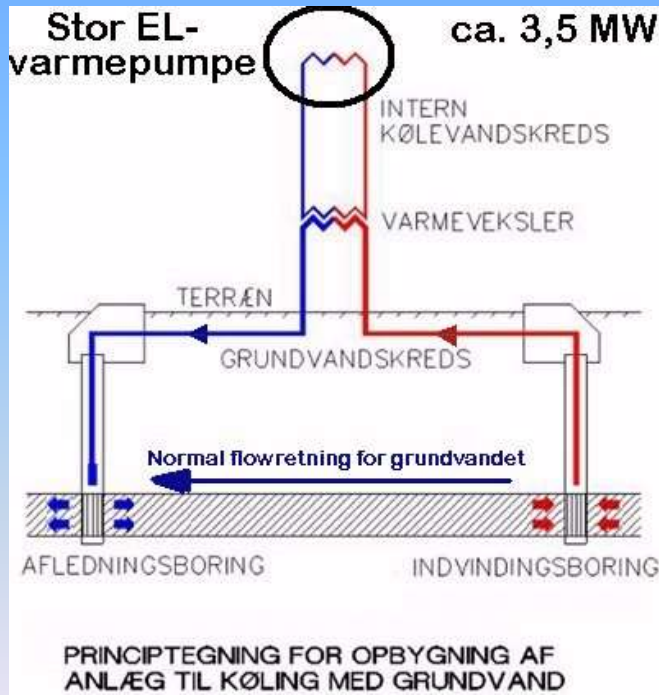 Stor EL-
varmepumpe
ca. 3,5 MW
INTERN
KØLEVANDSKREDS
VARMEVEKSLER
TERRÆN
GRUNDVANDSKREDS
Normal flowretning for grundvandet
AFLEDNINGSBORING
INDVINDINGSBORING
PRINCIPTEGNING FOR OPBYGNING AF
ANLÆG TIL KØLING MED GRUNDVAND